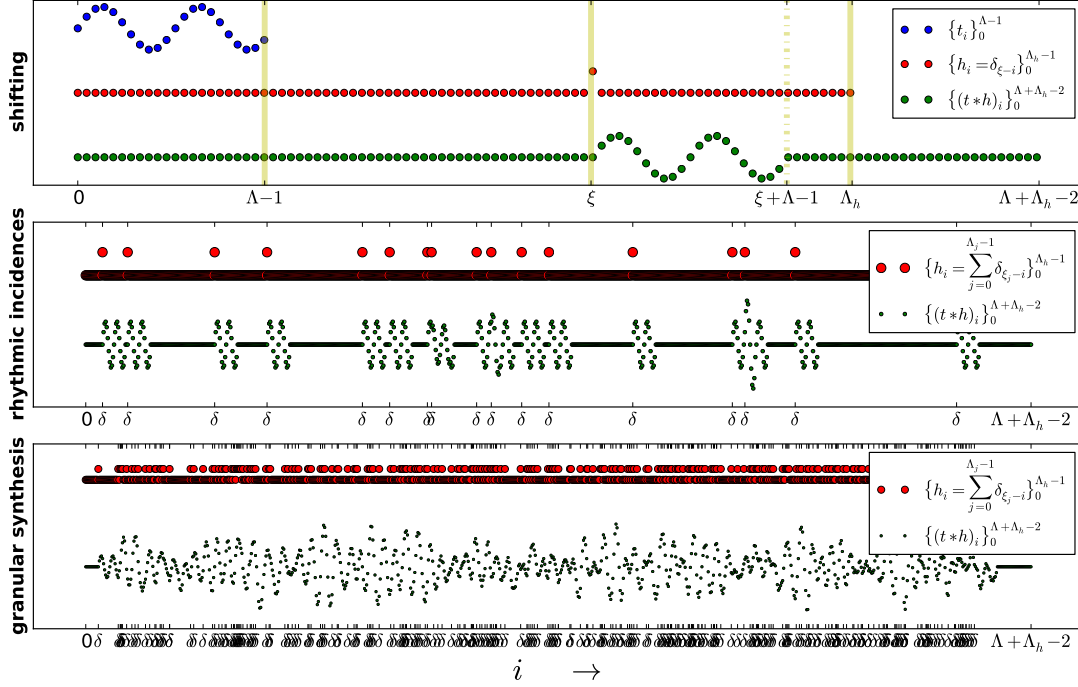 shifting
{t_i}_0^{Λ−1}
{h_i = δ_{ξ−i}}_0^{Λ_h−1}
{(t∗h)_i}_0^{Λ+Λ_h−2}
0 Λ−1 ξ ξ+Λ−1 Λ_h Λ+Λ_h−2
rhythmic incidences
{h_i = ∑_{j=0}^{Λ_j−1} δ_{ξ_j−i}}_0^{Λ_h−1}
{(t∗h)_i}_0^{Λ+Λ_h−2}
0 δ δ δ δ δ δ δδ δ δ δ δ δ δ δ δ δ Λ+Λ_h−2
granular synthesis
{h_i = ∑_{j=0}^{Λ_j−1} δ_{ξ_j−i}}_0^{Λ_h−1}
{(t∗h)_i}_0^{Λ+Λ_h−2}
0 δ Λ+Λ_h−2
i →